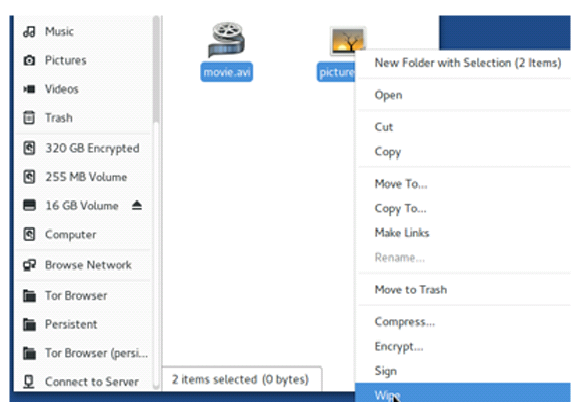 Music
Pictures
Videos
Trash
320 GB Encrypted
255 MB Volume
16 GB Volume
Computer
Browse Network
Tor Browser
Persistent
Tor Browser (persi...
Connect to Server
movie.avi
picture
2 items selected (0 bytes)
New Folder with Selection (2 Items)
Open
Cut
Copy
Move To...
Copy To...
Make Links
Rename...
Move to Trash
Compress...
Encrypt...
Sign
Wipe